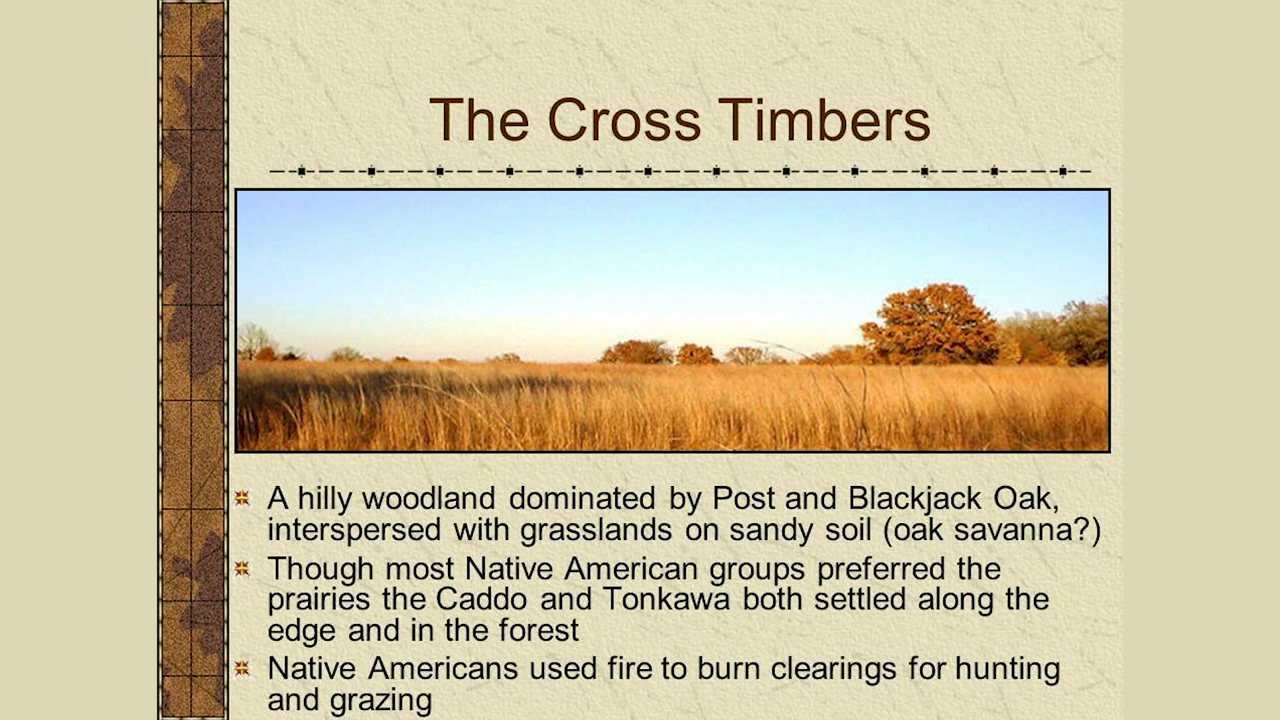 The Cross Timbers
A hilly woodland dominated by Post and Blackjack Oak,
interspersed with grasslands on sandy soil (oak savanna?)
Though most Native American groups preferred the
prairies the Caddo and Tonkawa both settled along the
edge and in the forest
Native Americans used fire to burn clearings for hunting
and grazing